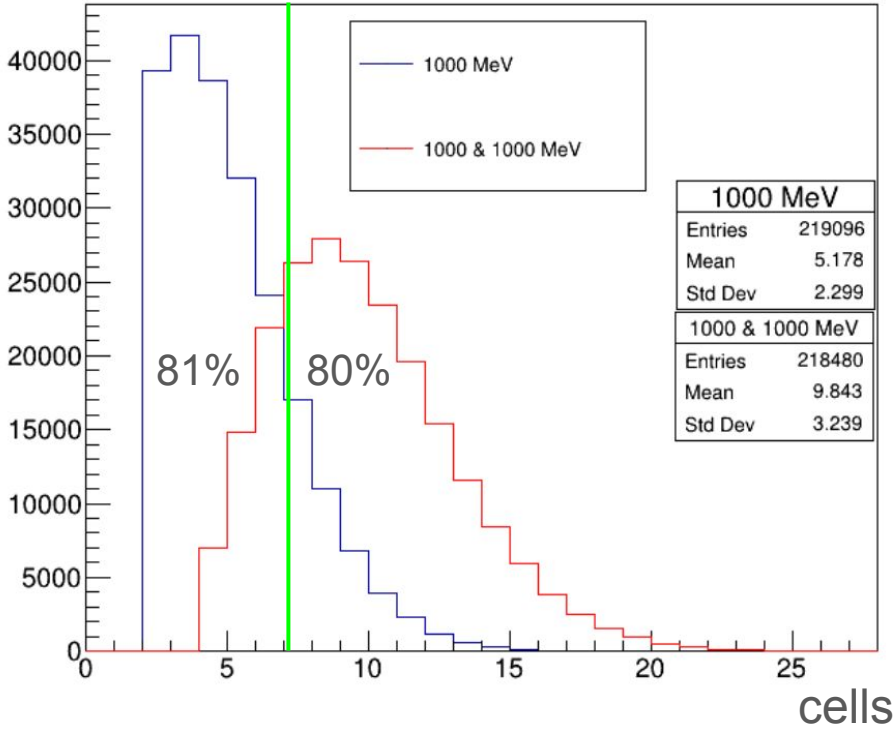 40000
35000
30000
25000
20000
15000
10000
5000
0
1000 MeV
1000 & 1000 MeV
1000 MeV
Entries 219096
Mean 5.178
Std Dev 2.299
1000 & 1000 MeV
Entries 218480
Mean 9.843
Std Dev 3.239
81% 80%
0 5 10 15 20 25
cells